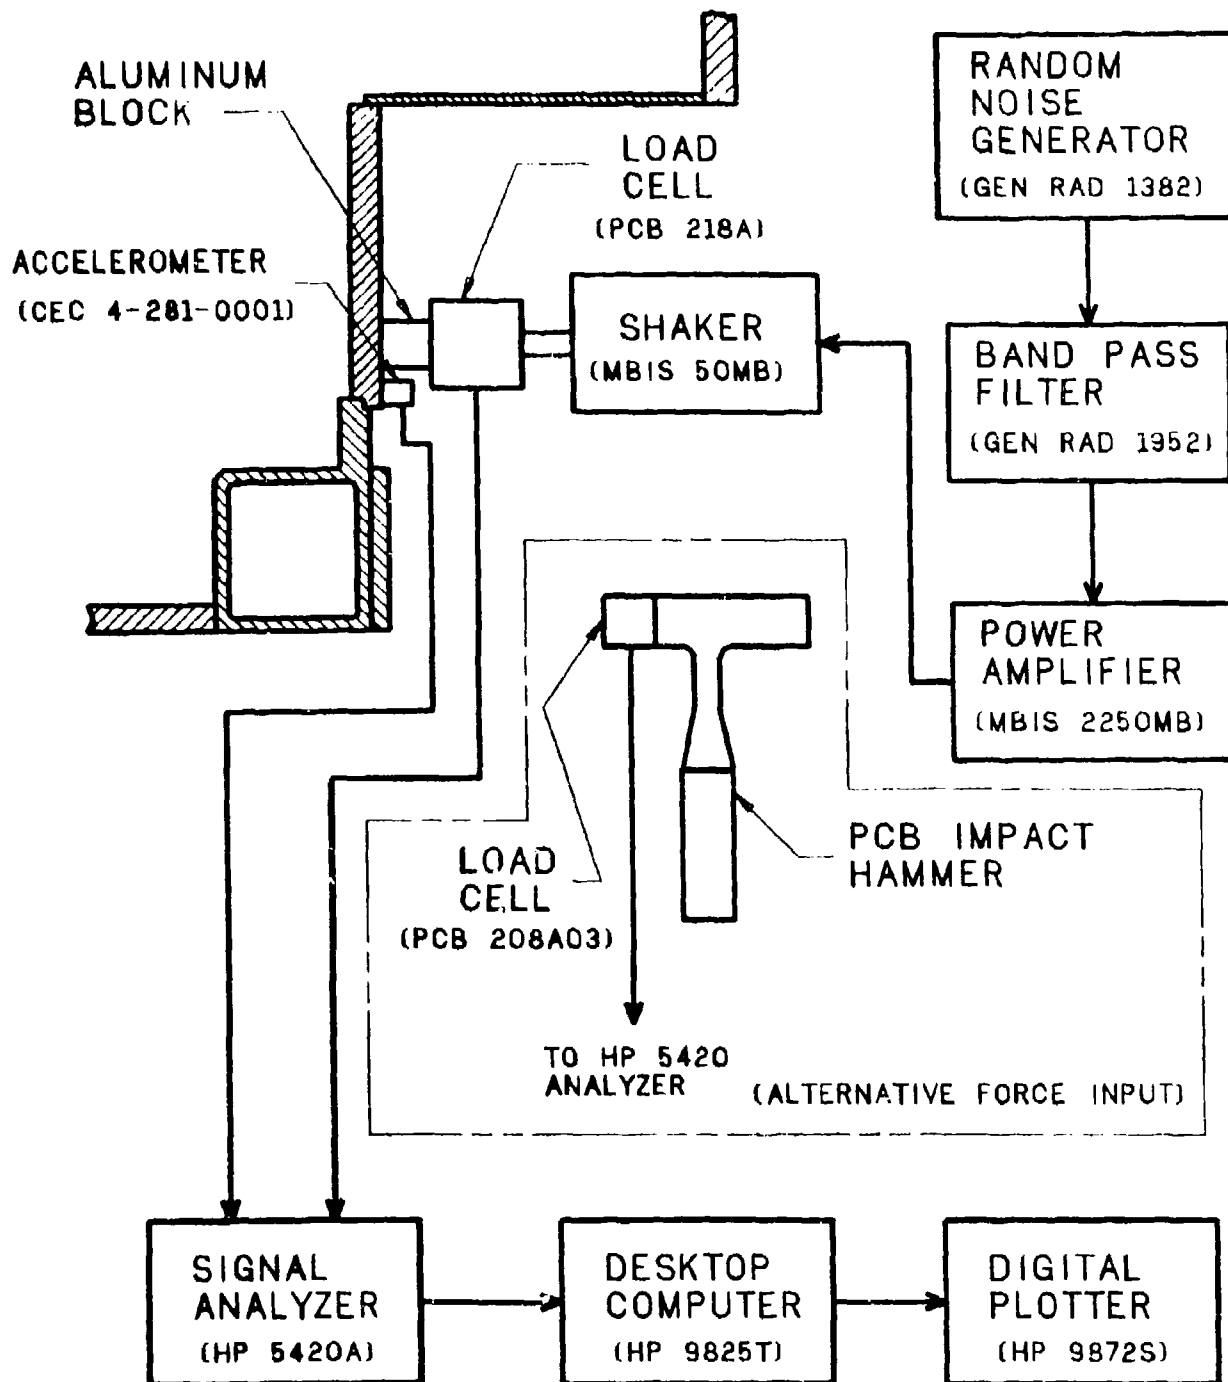 ALUMINUM
BLOCK
LOAD
CELL
(PCB 218A)
RANDOM
NOISE
GENERATOR
(GEN RAD 1382)
ACCELEROMETER
(CEC 4-281-0001)
SHAKER
(MBIS 50MB)
BAND PASS
FILTER
(GEN RAD 1952)
POWER
AMPLIFIER
(MBIS 2250MB)
LOAD
CELL
(PCB 208A03)
PCB IMPACT
HAMMER
TO HP 5420
ANALYZER
(ALTERNATIVE FORCE INPUT)
SIGNAL
ANALYZER
(HP 5420A)
DESKTOP
COMPUTER
(HP 9825T)
DIGITAL
PLOTTER
(HP 9872S)